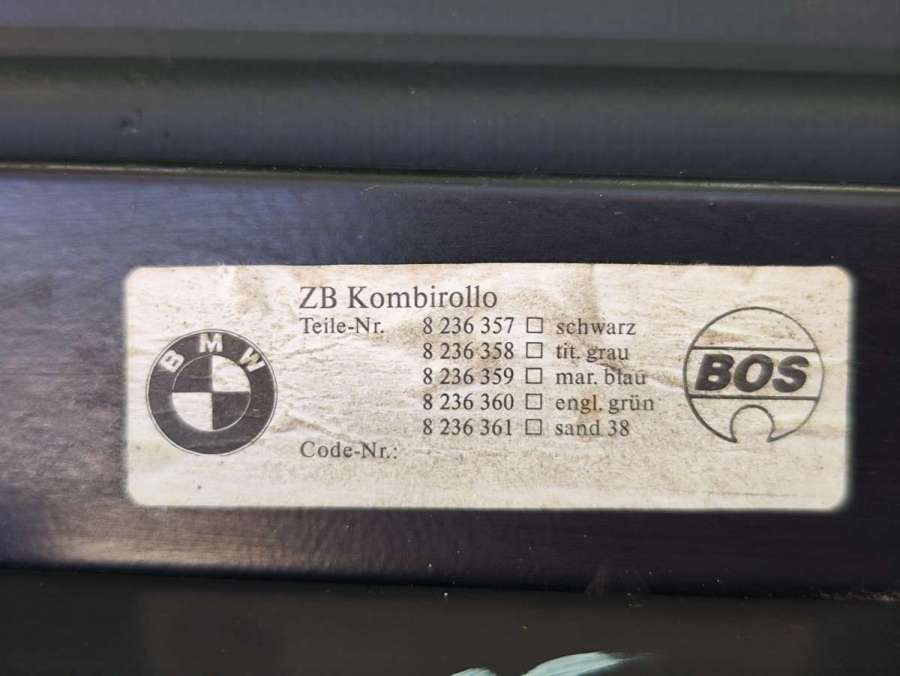 ZB Kombirollo
Teile-Nr. 8 236 357 □ schwarz
8 236 358 □ tit. grau
8 236 359 □ mar. blau
8 236 360 □ engl. grün
8 236 361 □ sand 38
Code-Nr.:
BMW
BOS